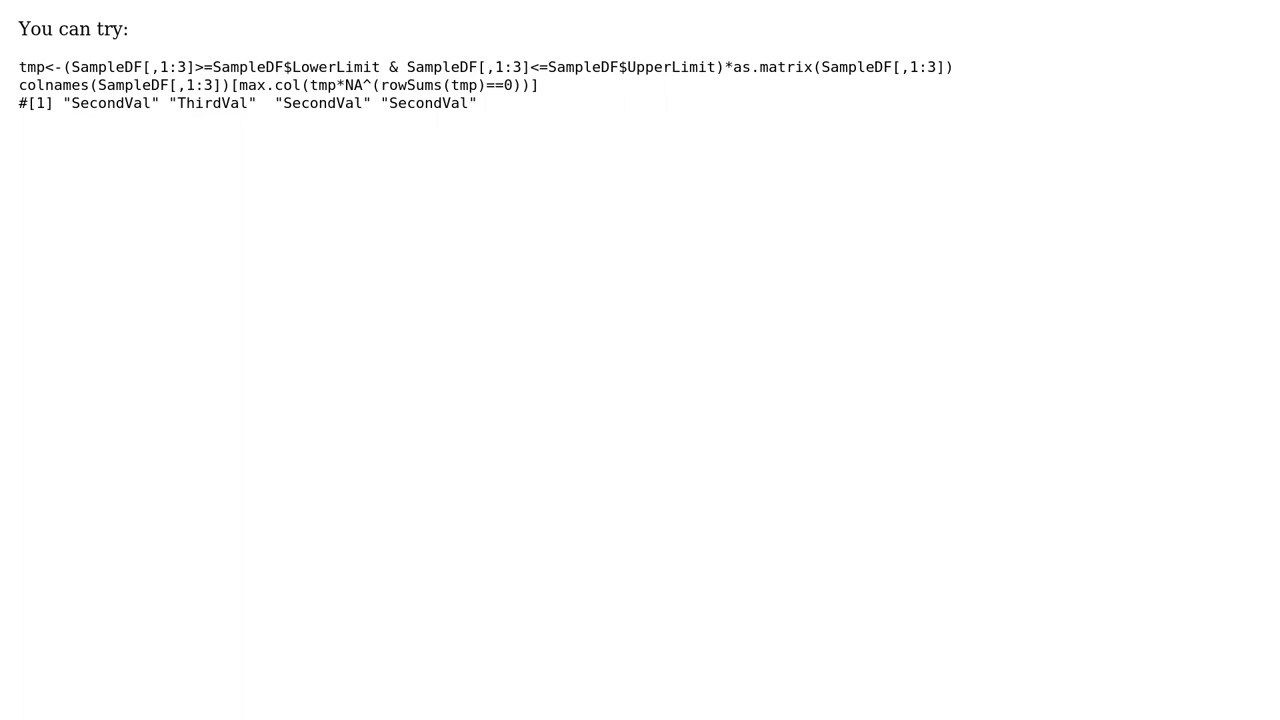 You can try:
tmp<-(SampleDF[,1:3]>=SampleDF$LowerLimit & SampleDF[,1:3]<=SampleDF$UpperLimit)*as.matrix(SampleDF[,1:3])
colnames(SampleDF[,1:3])[max.col(tmp*NA^(rowSums(tmp)==0))]
#[1] "SecondVal" "ThirdVal"  "SecondVal" "SecondVal"